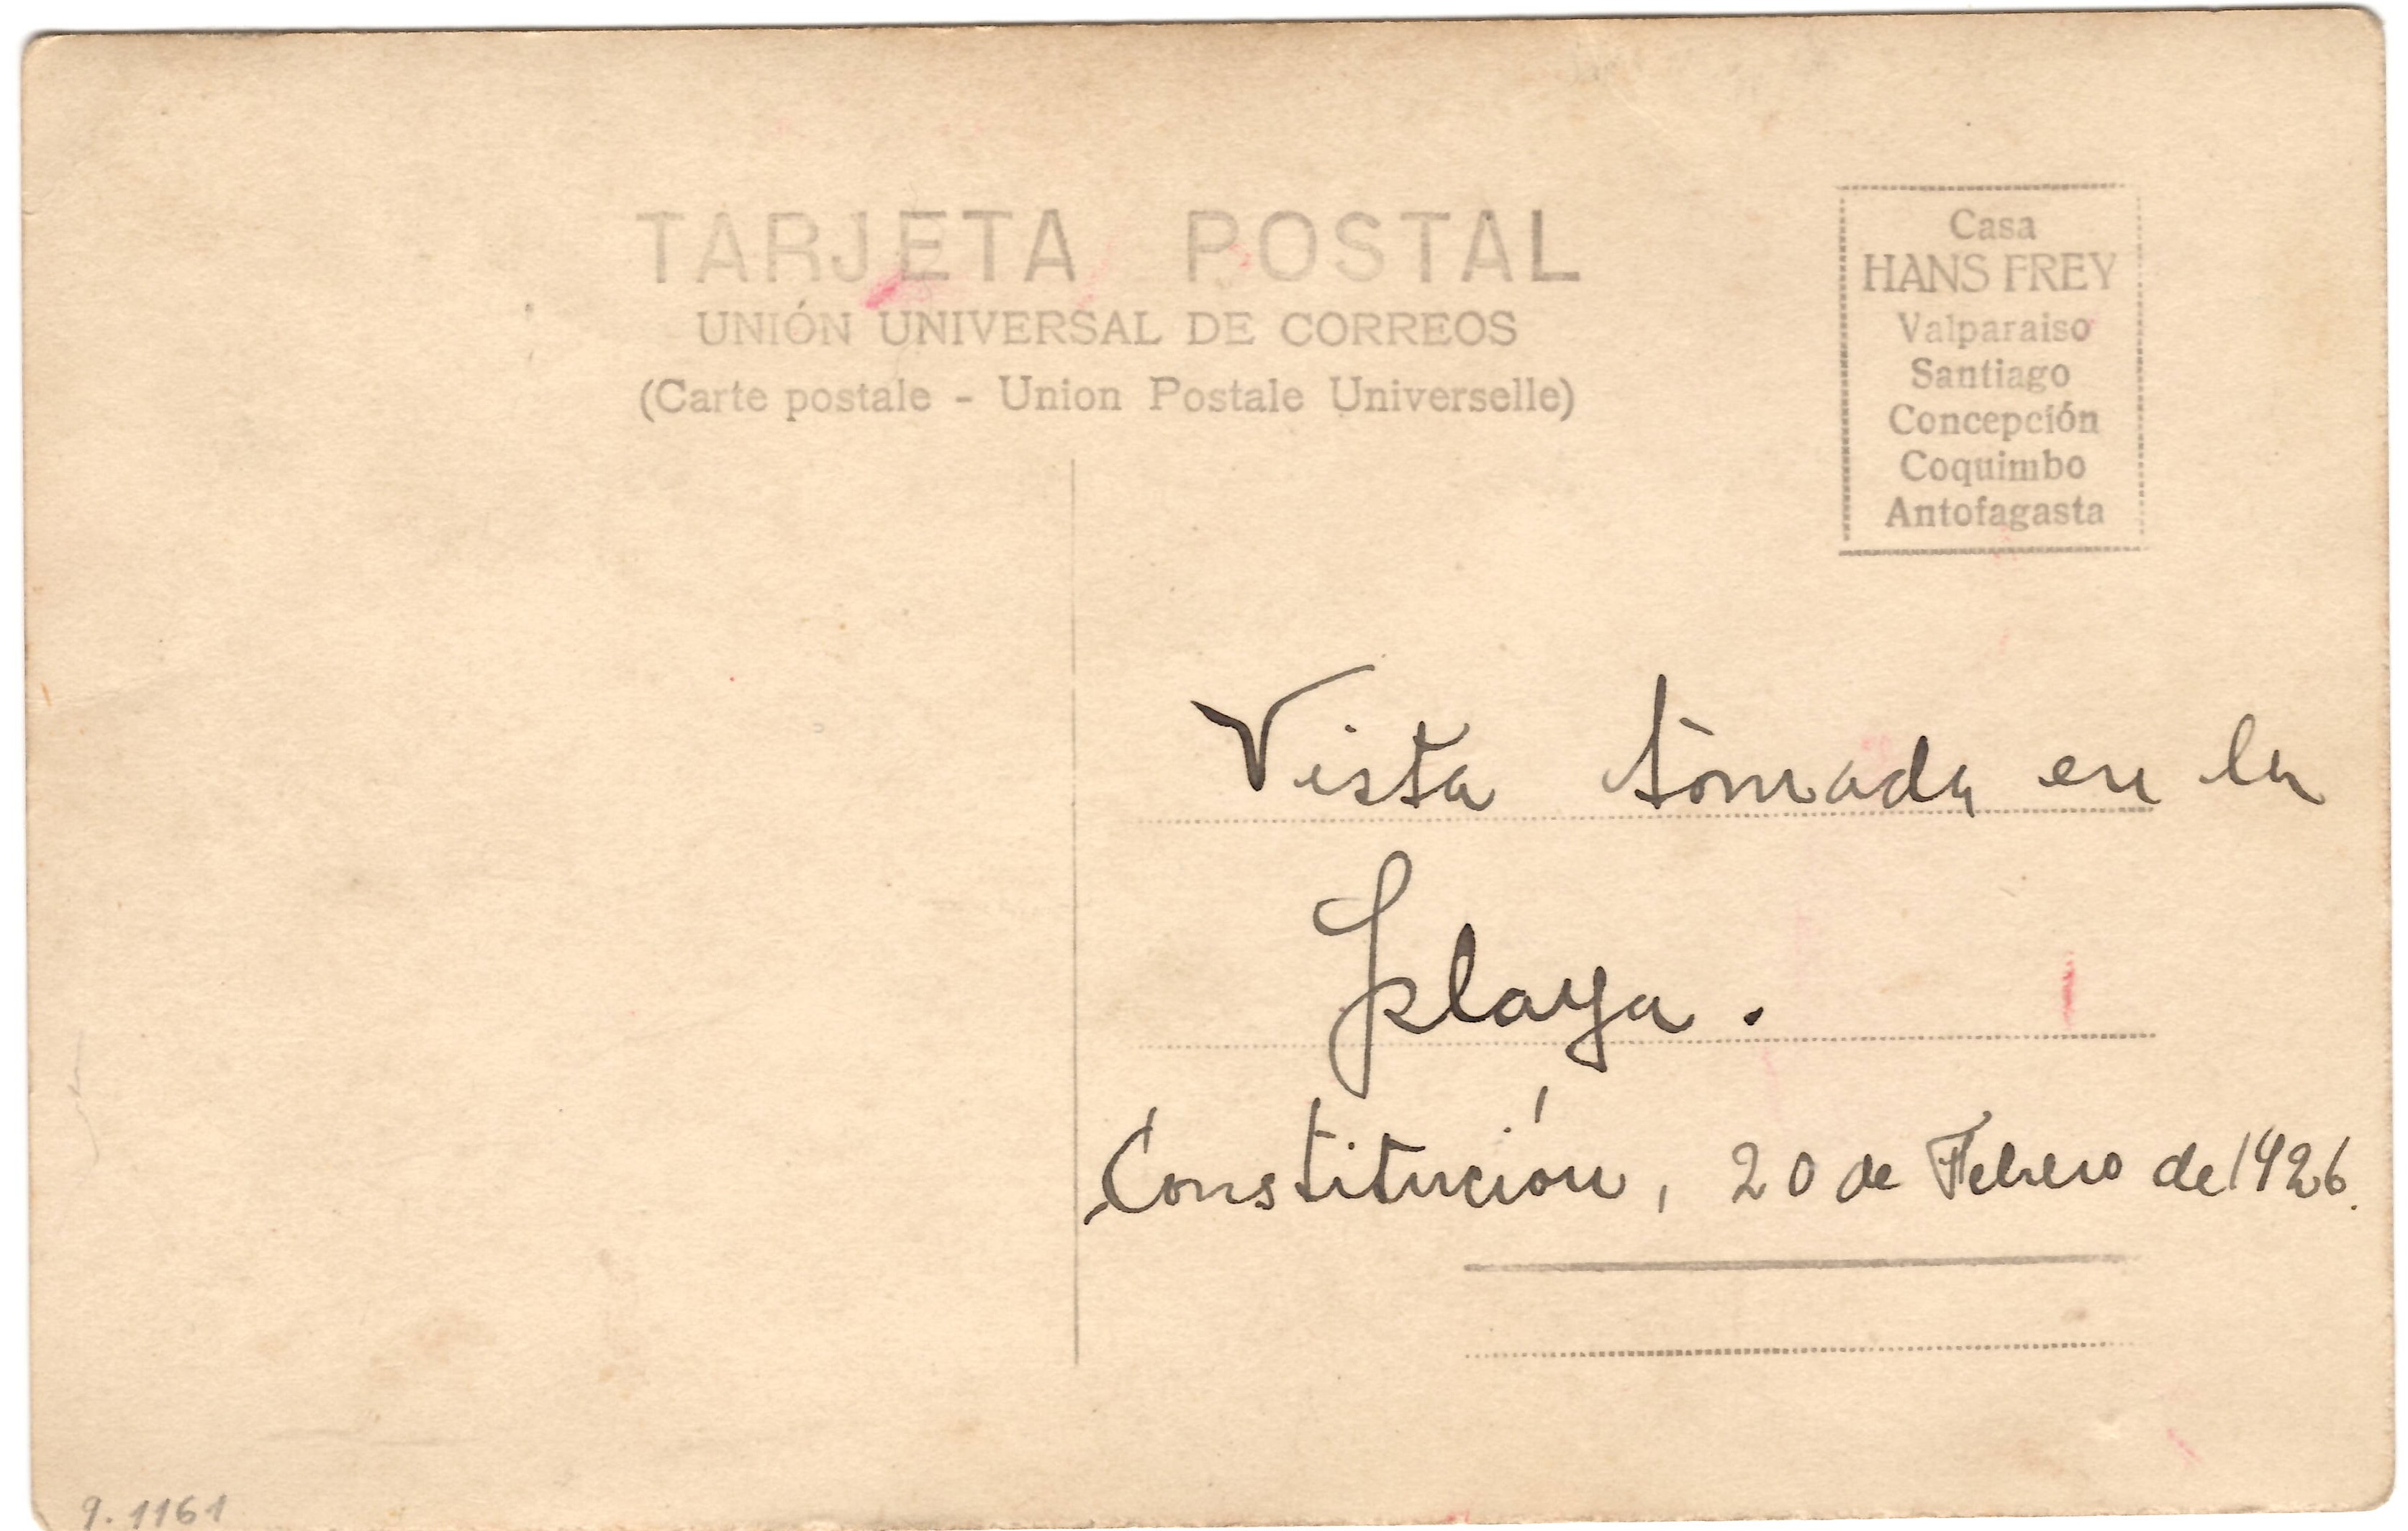 TARJETA POSTAL
UNIÓN UNIVERSAL DE CORREOS
(Carte postale - Union Postale Universelle)
Casa
HANS FREY
Valparaiso
Santiago
Concepción
Coquimbo
Antofagasta
Vista tomada en la
Playa.
Constitución, 20 de Febrero de 1926.
9.1161